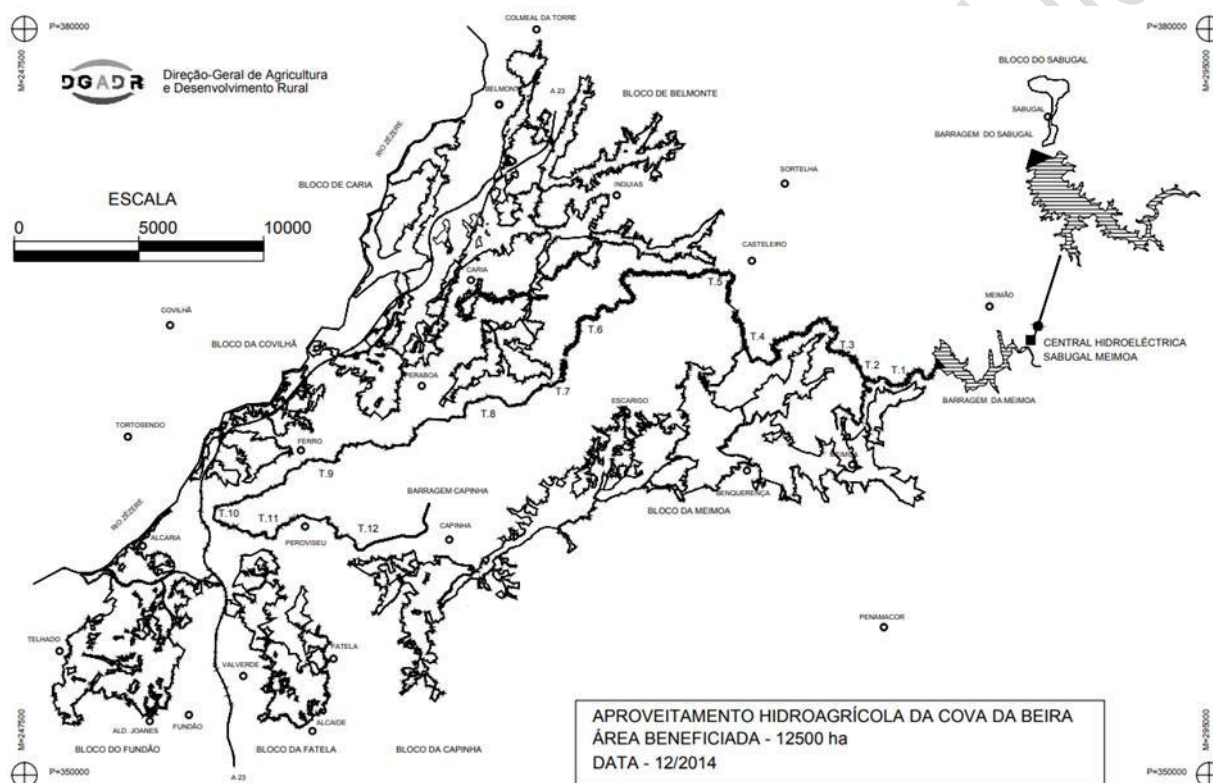 COLMEAL DA TORRE
P=380000
P=380000
M=247500
BLOCO DO SABUGAL
DGADR
Direção-Geral de Agricultura
e Desenvolvimento Rural
BELMONTE
A 23
BLOCO DE BELMONTE
SABUGAL
RIO ZÊZERE
BARRAGEM DO SABUGAL
BLOCO DE CARIA
SORTELHA
INGUIAS
ESCALA
0 5000 10000
CASTELEIRO
CARIA
T.5
MEIMÃO
COVILHÃ
T.6
T.4
T.3
CENTRAL HIDROELÉCTRICA
SABUGAL MEIMOA
BLOCO DA COVILHÃ
T.2
T.1
PERABOA
T.7
BARRAGEM DA MEIMOA
T.8
ESCARIGO
TORTOSENDO
FERRO
MEIMOA
T.9
BENQUERENÇA
BARRAGEM CAPINHA
BLOCO DA MEIMOA
RIO ZÊZERE
T.10
T.11
T.12
PEROVISEU
CAPINHA
ALCARIA
PENAMACOR
TELHADO
FATELA
VALVERDE
ALD. JOANES
FUNDÃO
ALCAIDE
M=247500
M=295000
BLOCO DO FUNDÃO
BLOCO DA FATELA
BLOCO DA CAPINHA
P=350000
A 23
P=350000
APROVEITAMENTO HIDROAGRÍCOLA DA COVA DA BEIRA
ÁREA BENEFICIADA - 12500 ha
DATA - 12/2014